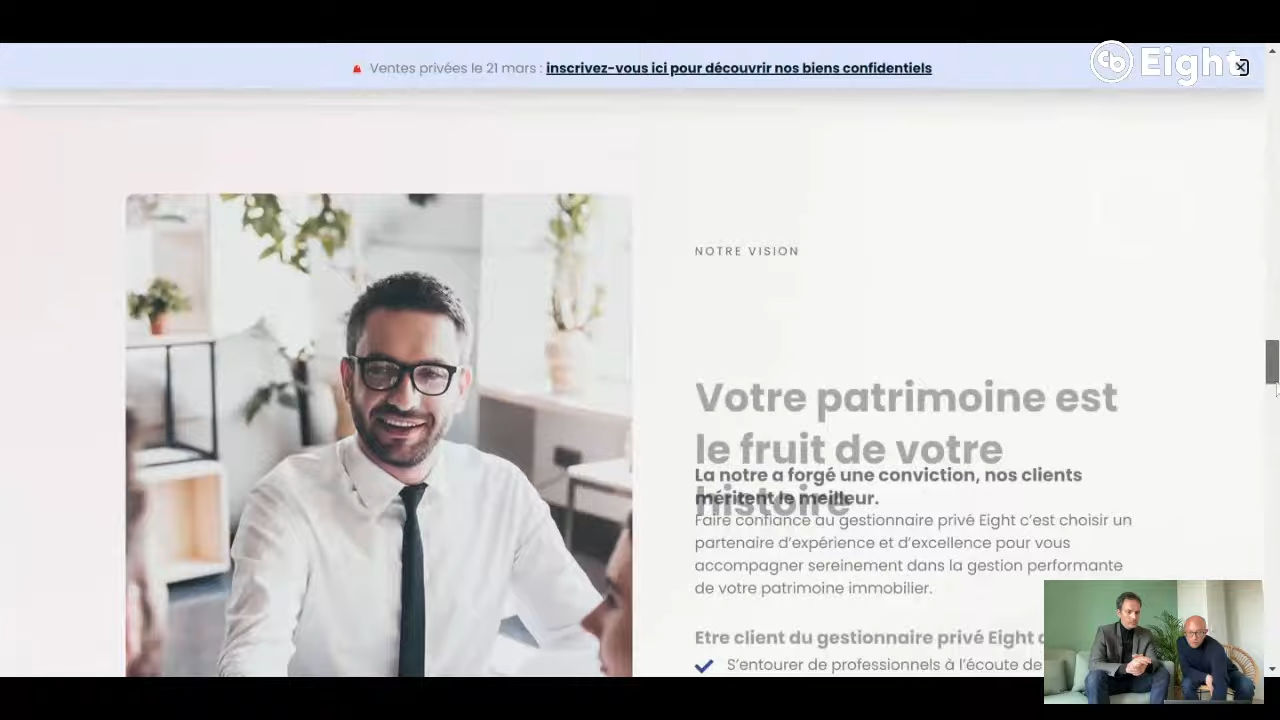 Ventes privées le 21 mars : inscrivez-vous ici pour découvrir nos biens confidentiels
Eight
NOTRE VISION
Votre patrimoine est
le fruit de votre
histoire
La notre a forgé une conviction, nos clients
méritent le meilleur.
Faire confiance au gestionnaire privé Eight c’est choisir un
partenaire d’expérience et d’excellence pour vous
accompagner sereinement dans la gestion performante
de votre patrimoine immobilier.
Etre client du gestionnaire privé Eight
S’entourer de professionnels à l’écoute de